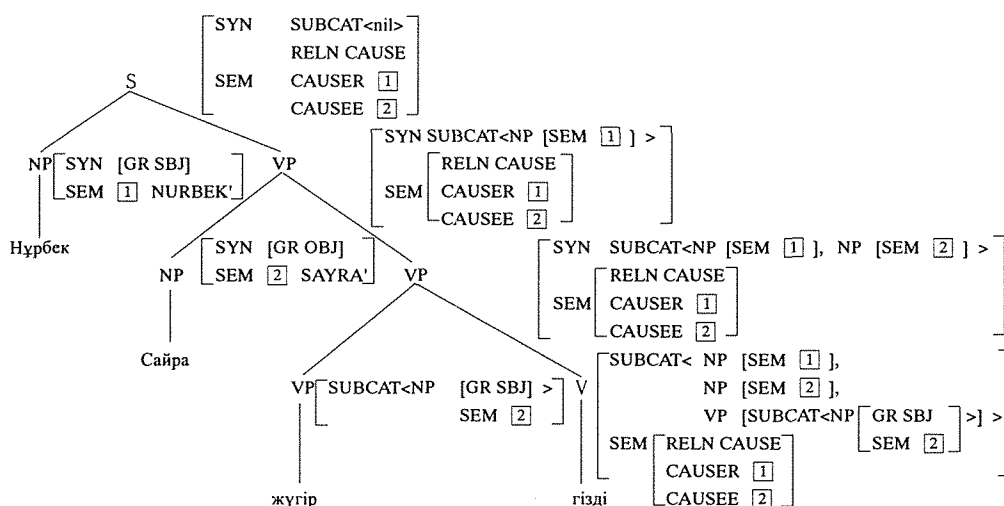 SYN SUBCAT<nil>
RELN CAUSE
S SEM CAUSER 1
CAUSEE 2
SYN SUBCAT<NP [SEM 1 ] >
NP SYN [GR SBJ] VP RELN CAUSE
SEM 1 NURBEK' SEM CAUSER 1
CAUSEE 2
Нұрбек
SYN [GR OBJ] SYN SUBCAT<NP [SEM 1 ], NP [SEM 2 ] >
NP SEM 2 SAYRA' VP RELN CAUSE
SEM CAUSER 1
CAUSEE 2
Сайра
SUBCAT< NP [SEM 1 ],
VP SUBCAT<NP [GR SBJ] > V NP [SEM 2 ],
SEM 2 VP [SUBCAT<NP GR SBJ >] >
SEM 2
SEM RELN CAUSE
CAUSER 1
жүгір гізді CAUSEE 2